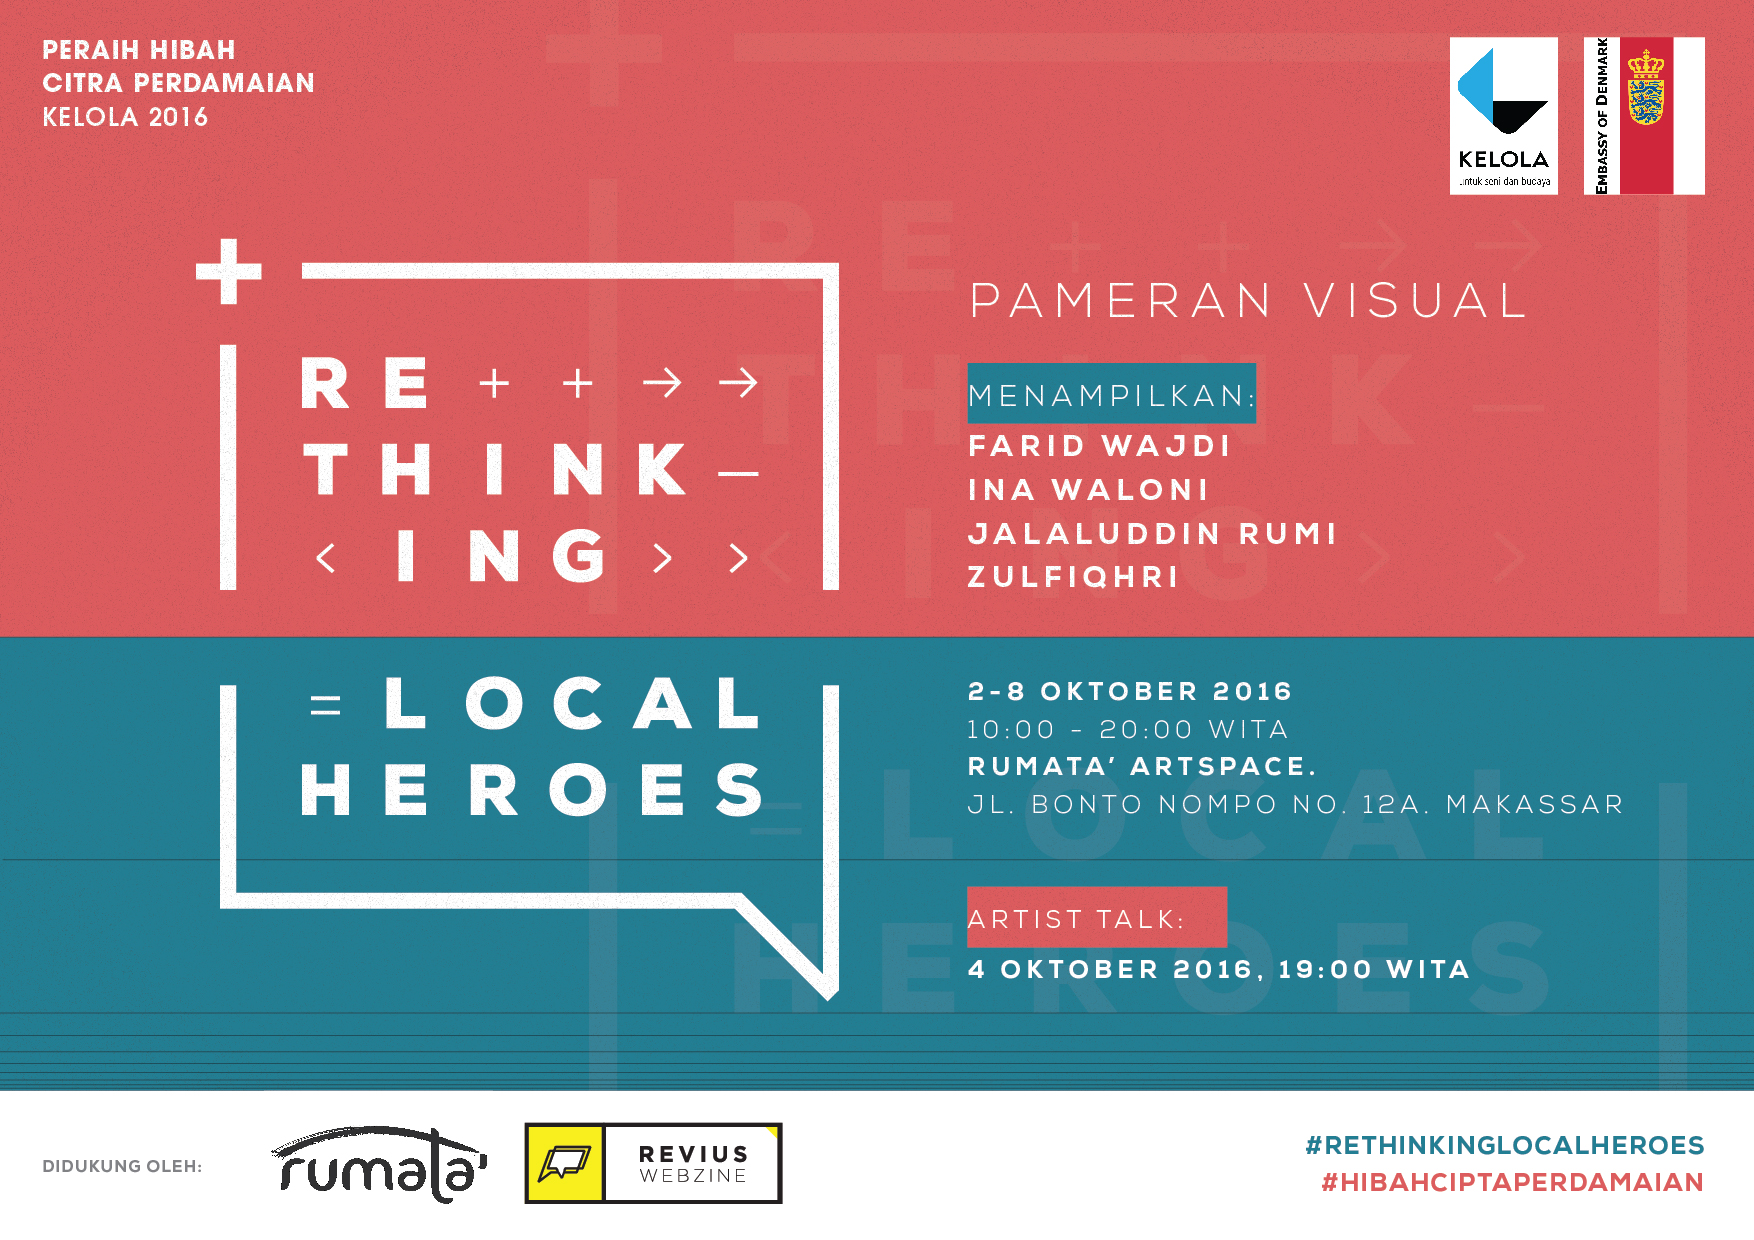 PERAIH HIBAH
CITRA PERDAMAIAN
KELOLA 2016
KELOLA
untuk seni dan budaya
EMBASSY OF DENMARK
RE + + → →
THINK —
< ING > >
= LOCAL
HEROES
PAMERAN VISUAL
MENAMPILKAN:
FARID WAJDI
INA WALONI
JALALUDDIN RUMI
ZULFIQHRI
2-8 OKTOBER 2016
10:00 - 20:00 WITA
RUMATA’ ARTSPACE.
JL. BONTO NOMPO NO. 12A. MAKASSAR
ARTIST TALK:
4 OKTOBER 2016, 19:00 WITA
DIDUKUNG OLEH:
rumata'
REVIUS
WEBZINE
#RETHINKINGLOCALHEROES
#HIBAHCIPTAPERDAMAIAN